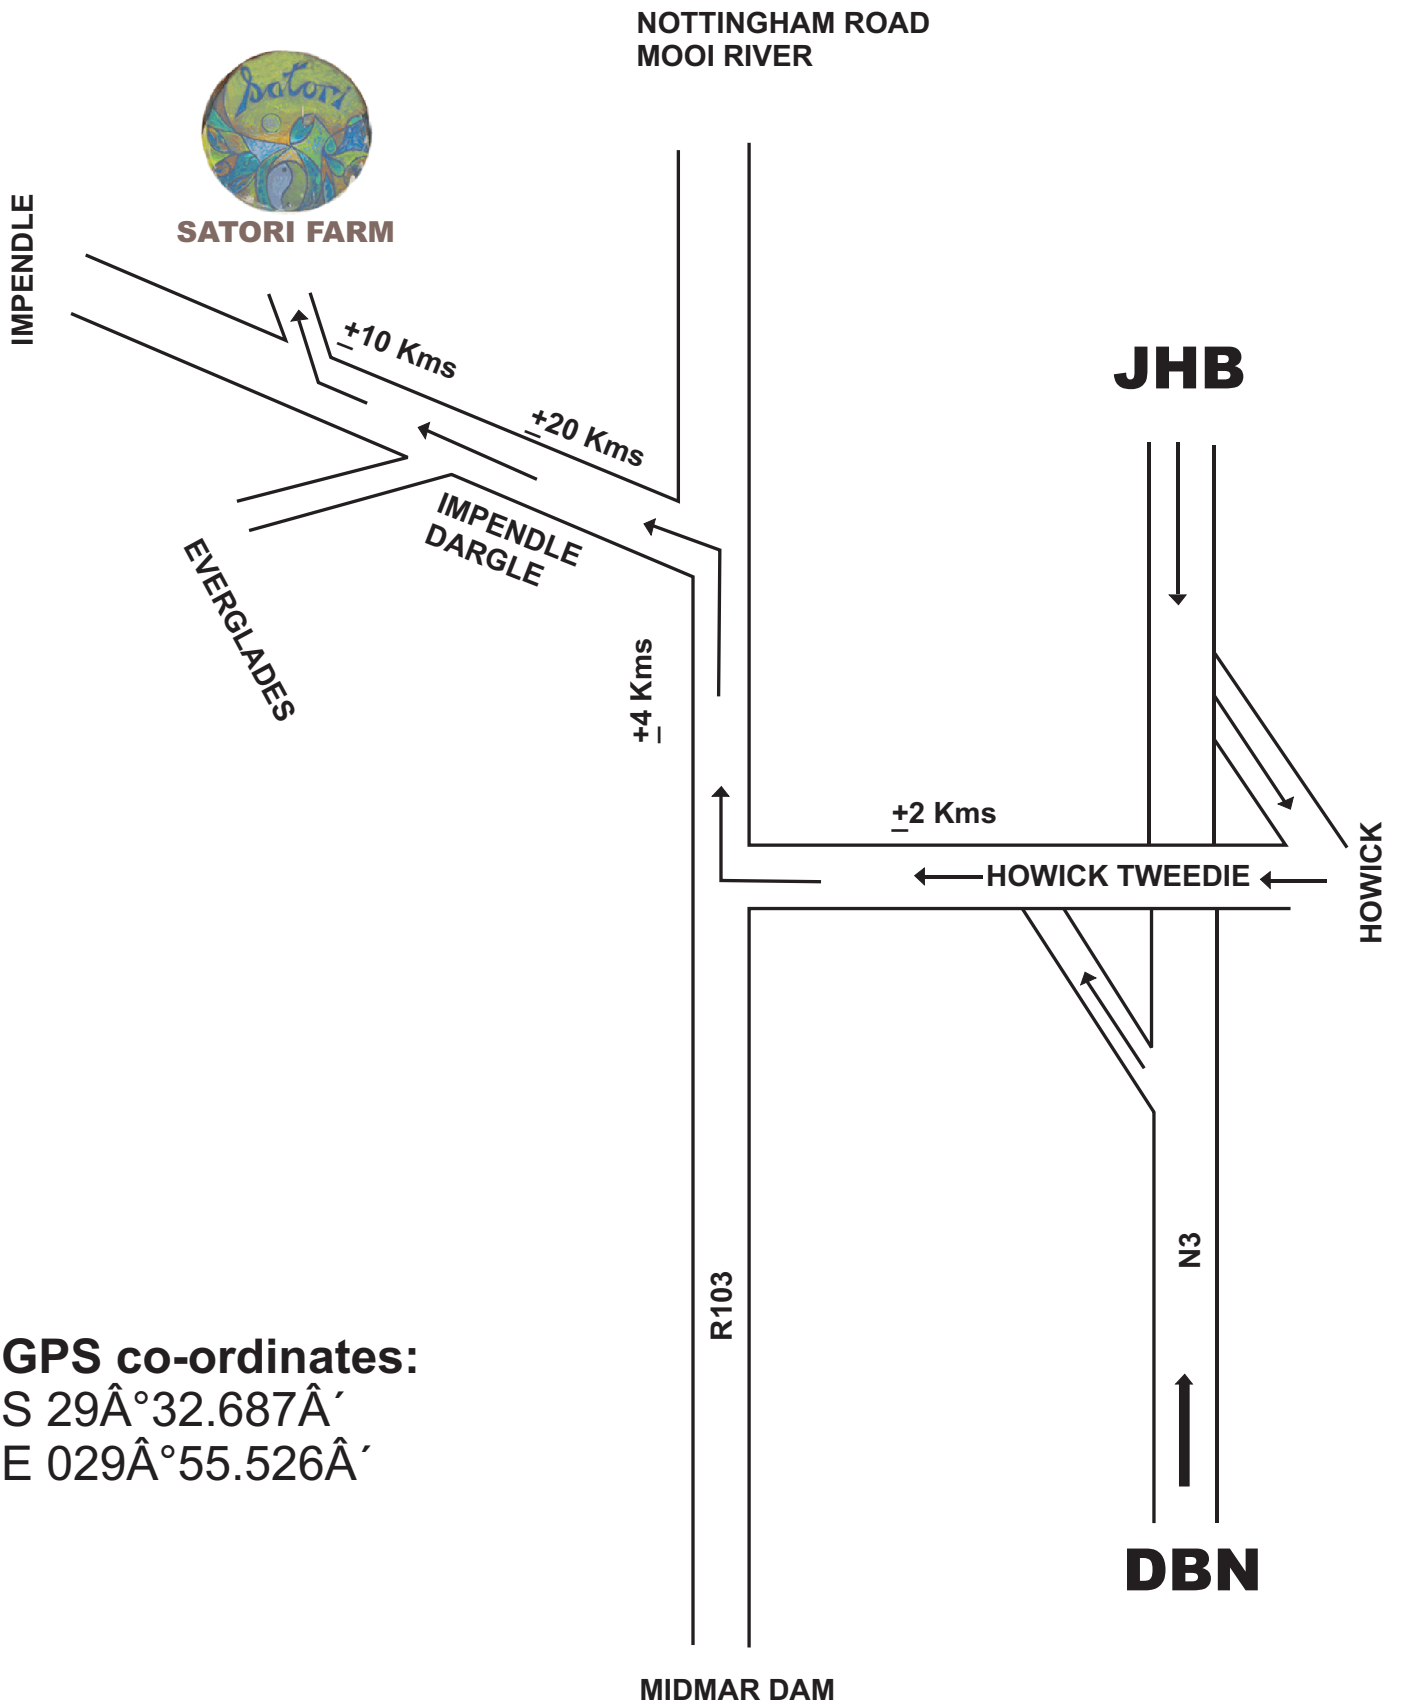 NOTTINGHAM ROAD
MOOI RIVER
Satori
SATORI FARM
IMPENDLE
±10 Kms
±20 Kms
JHB
IMPENDLE
DARGLE
EVERGLADES
±4 Kms
±2 Kms
HOWICK TWEEDIE
HOWICK
N3
R103
GPS co-ordinates:
S 29Â°32.687Â´
E 029Â°55.526Â´
DBN
MIDMAR DAM